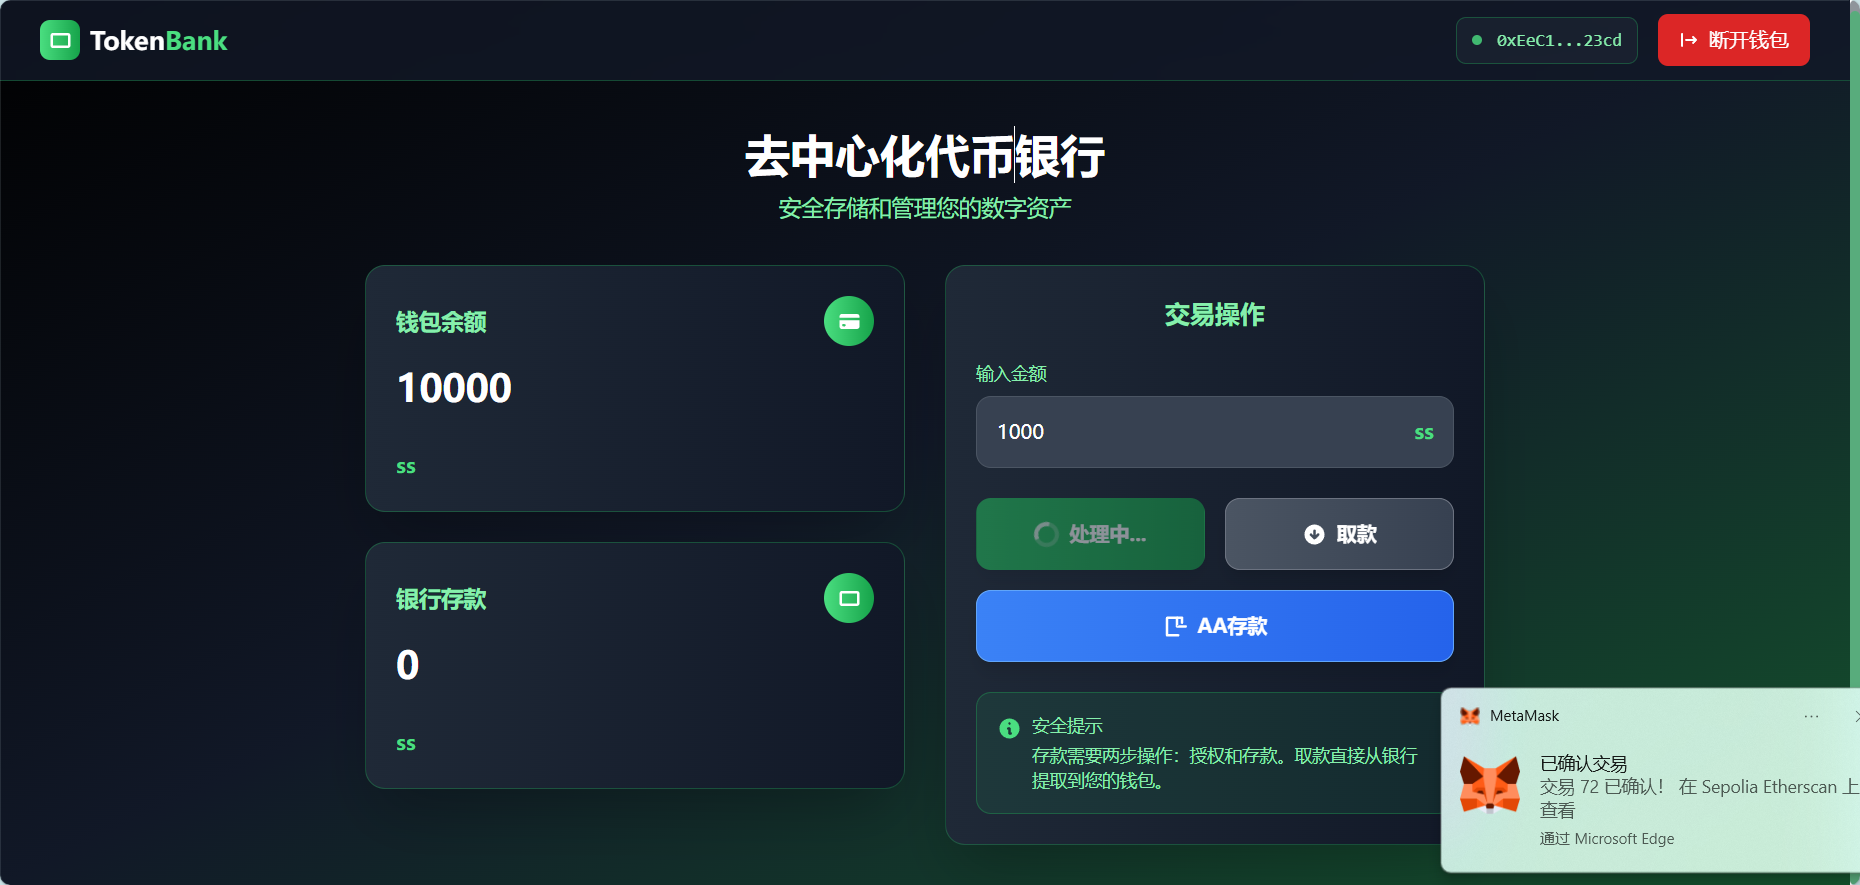 TokenBank
0xEeC1...23cd
断开钱包
去中心化代币银行
安全存储和管理您的数字资产
钱包余额
10000
ss
银行存款
0
ss
交易操作
输入金额
1000
ss
处理中...
取款
AA存款
安全提示
存款需要两步操作：授权和存款。取款直接从银行
提取到您的钱包。
MetaMask
已确认交易
交易 72 已确认！ 在 Sepolia Etherscan 上
查看
通过 Microsoft Edge